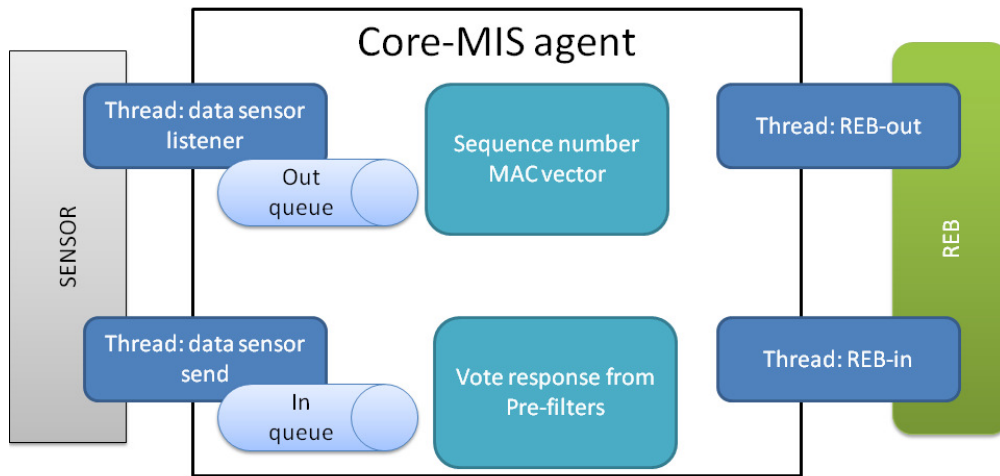 Core-MIS agent
SENSOR
Thread: data sensor
listener
Out
queue
Sequence number
MAC vector
Thread: REB-out
REB
Thread: data sensor
send
In
queue
Vote response from
Pre-filters
Thread: REB-in